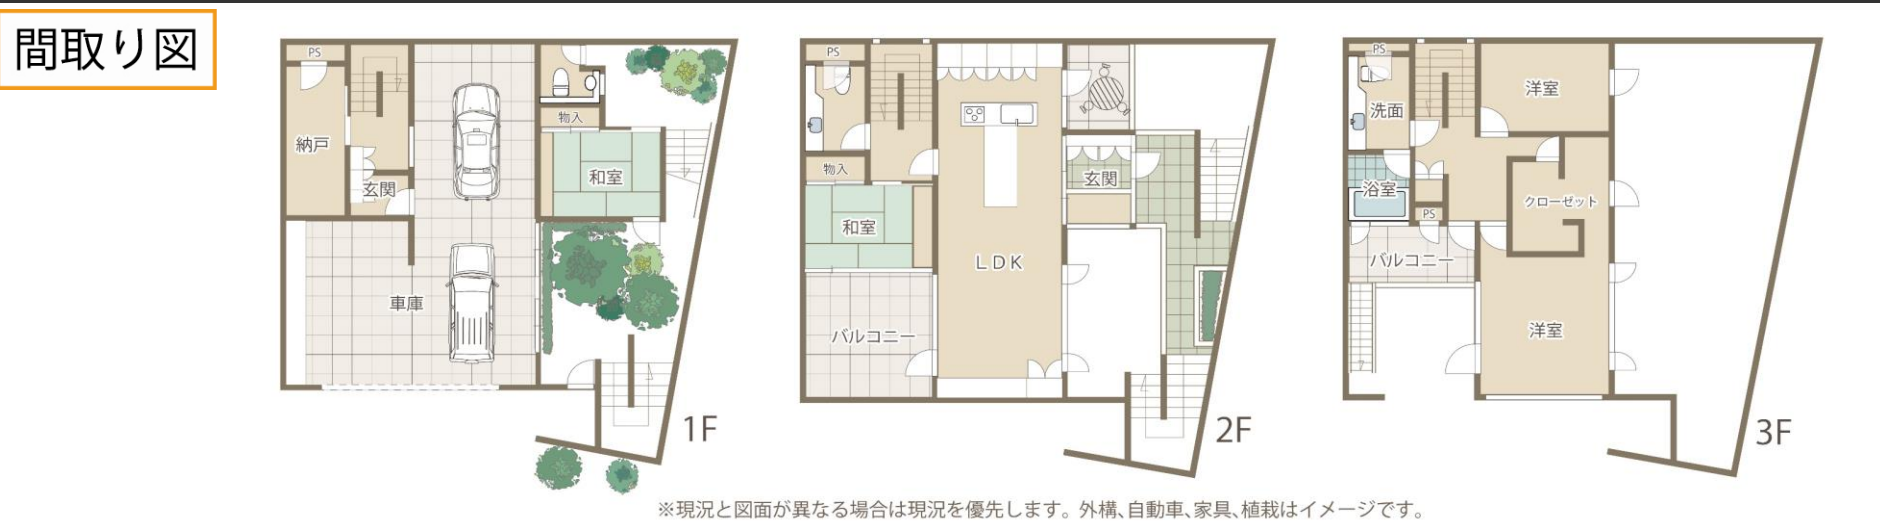 間取り図
PS
納戸
玄関
物入
和室
車庫
1F
PS
物入
和室
バルコニー
LDK
玄関
2F
PS
洗面
浴室
PS
バルコニー
洋室
クローゼット
洋室
3F
※現況と図面が異なる場合は現況を優先します。外構、自動車、家具、植栽はイメージです。